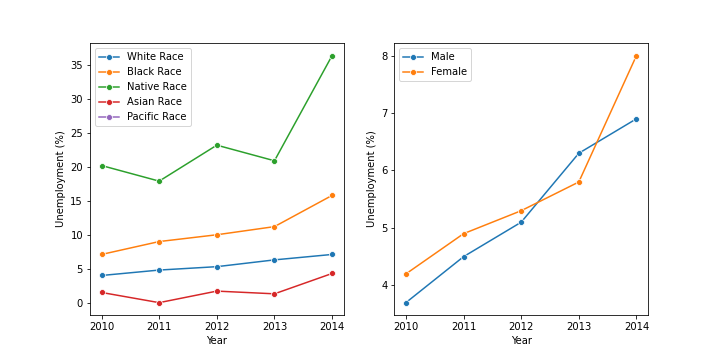 White Race
Black Race
Native Race
Asian Race
Pacific Race
35
30
25
20
15
10
5
0
Unemployment (%)
2010 2011 2012 2013 2014
Year
Male
Female
8
7
6
5
4
Unemployment (%)
2010 2011 2012 2013 2014
Year